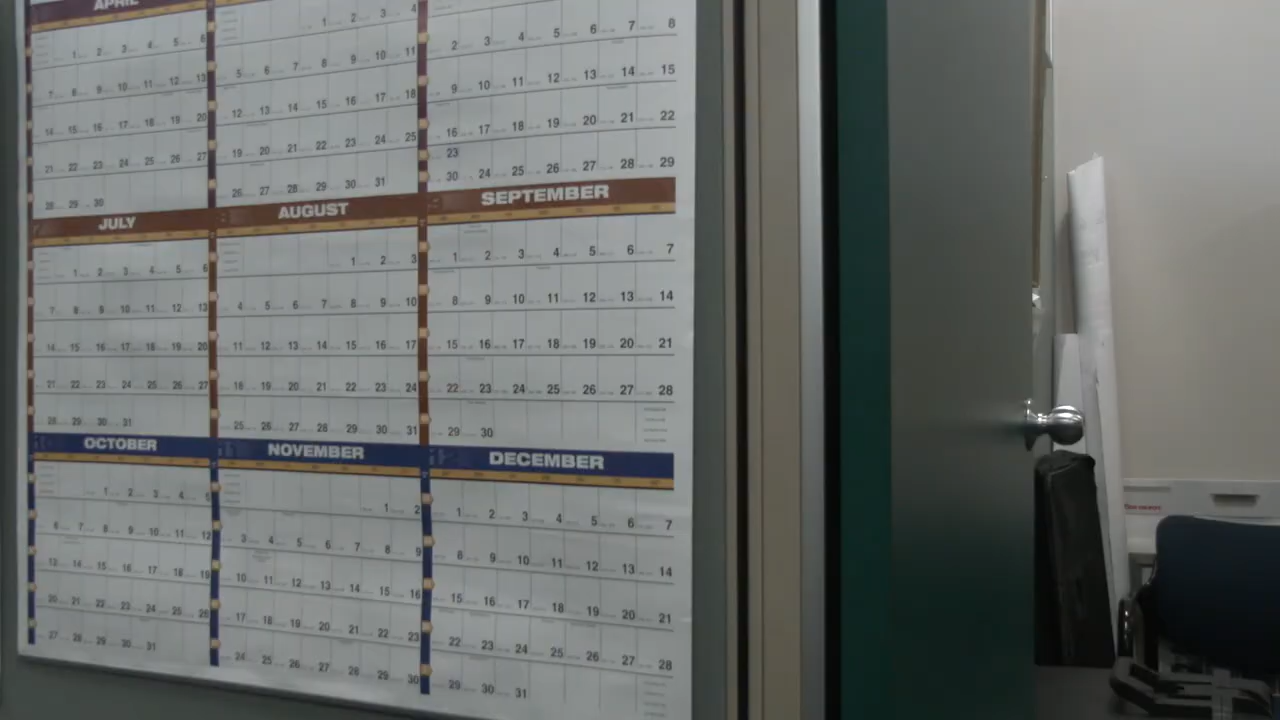 APRIL
1 2 3 4 5 6
7 8 9 10 11 12 13
14 15 16 17 18 19 20
21 22 23 24 25 26 27
28 29 30
1 2 3 4
5 6 7 8 9 10 11
12 13 14 15 16 17 18
19 20 21 22 23 24 25
26 27 28 29 30 31
2 3 4 5 6 7 8
9 10 11 12 13 14 15
16 17 18 19 20 21 22
23
30 24 25 26 27 28 29
JULY
1 2 3 4 5 6
7 8 9 10 11 12 13
14 15 16 17 18 19 20
21 22 23 24 25 26 27
28 29 30 31
AUGUST
1 2 3
4 5 6 7 8 9 10
11 12 13 14 15 16 17
18 19 20 21 22 23 24
25 26 27 28 29 30 31
SEPTEMBER
1 2 3 4 5 6 7
8 9 10 11 12 13 14
15 16 17 18 19 20 21
22 23 24 25 26 27 28
29 30
OCTOBER
1 2 3 4 5
6 7 8 9 10 11 12
13 14 15 16 17 18 19
20 21 22 23 24 25 26
27 28 29 30 31
NOVEMBER
1 2
3 4 5 6 7 8 9
10 11 12 13 14 15 16
17 18 19 20 21 22 23
24 25 26 27 28 29 30
DECEMBER
1 2 3 4 5 6 7
8 9 10 11 12 13 14
15 16 17 18 19 20 21
22 23 24 25 26 27 28
29 30 31